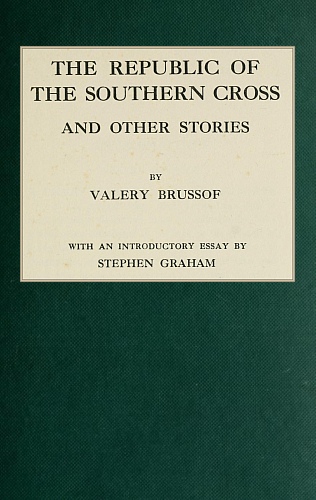 THE REPUBLIC OF
THE SOUTHERN CROSS
AND OTHER STORIES
BY
VALERY BRUSSOF
WITH AN INTRODUCTORY ESSAY BY
STEPHEN GRAHAM